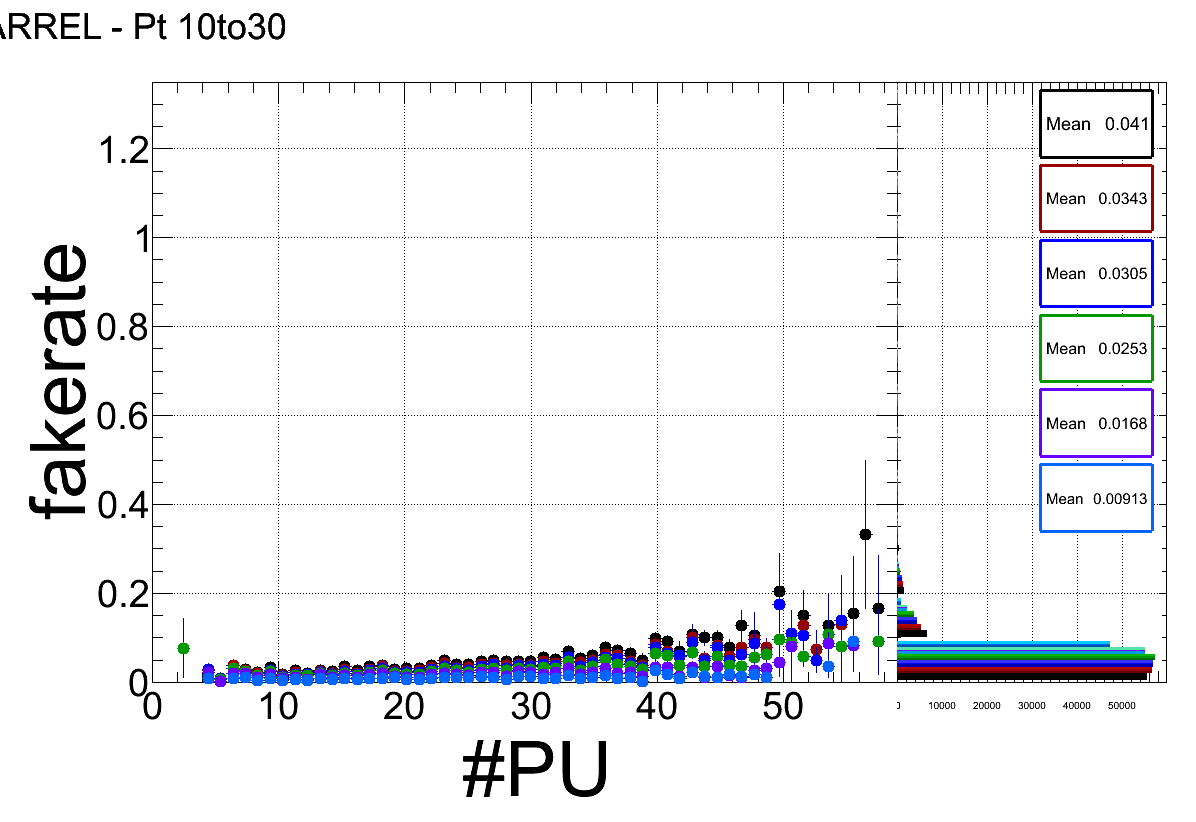 ARREL - Pt 10to30
fakerate
1.2
1
0.8
0.6
0.4
0.2
0
0 10 20 30 40 50
#PU
Mean 0.041
Mean 0.0343
Mean 0.0305
Mean 0.0253
Mean 0.0168
Mean 0.00913
0 10000 20000 30000 40000 50000